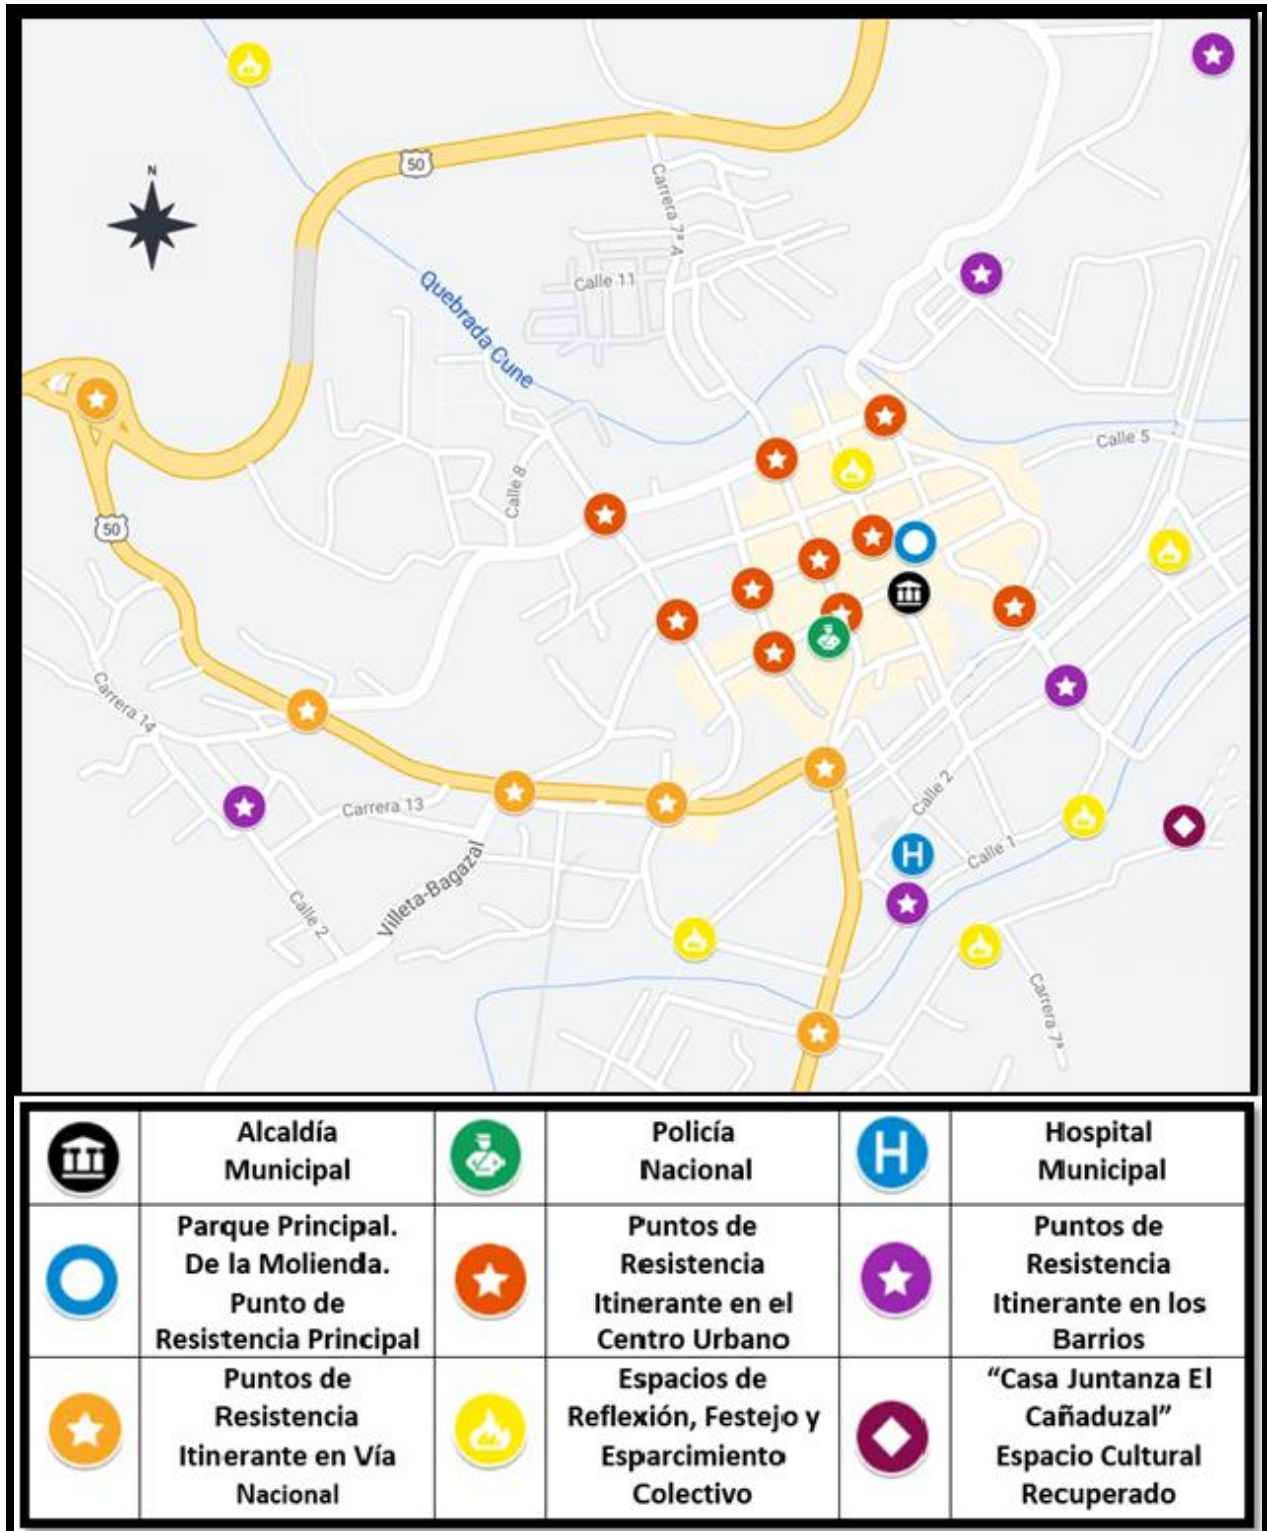 N
50
Carrera 7ª A
Calle 11
Quebrada Cune
Calle 5
Calle 8
50
Carrera 14
Carrera 13
Calle 2
Calle 1
H
Villeta-Bagazal
Calle 2
Carrera 7ª
Alcaldía
Municipal
Policía
Nacional
H
Hospital
Municipal
Parque Principal.
De la Molienda.
Punto de
Resistencia Principal
Puntos de
Resistencia
Itinerante en el
Centro Urbano
Puntos de
Resistencia
Itinerante en los
Barrios
Puntos de
Resistencia
Itinerante en Vía
Nacional
Espacios de
Reflexión, Festejo y
Esparcimiento
Colectivo
“Casa Juntanza El
Cañaduzal”
Espacio Cultural
Recuperado